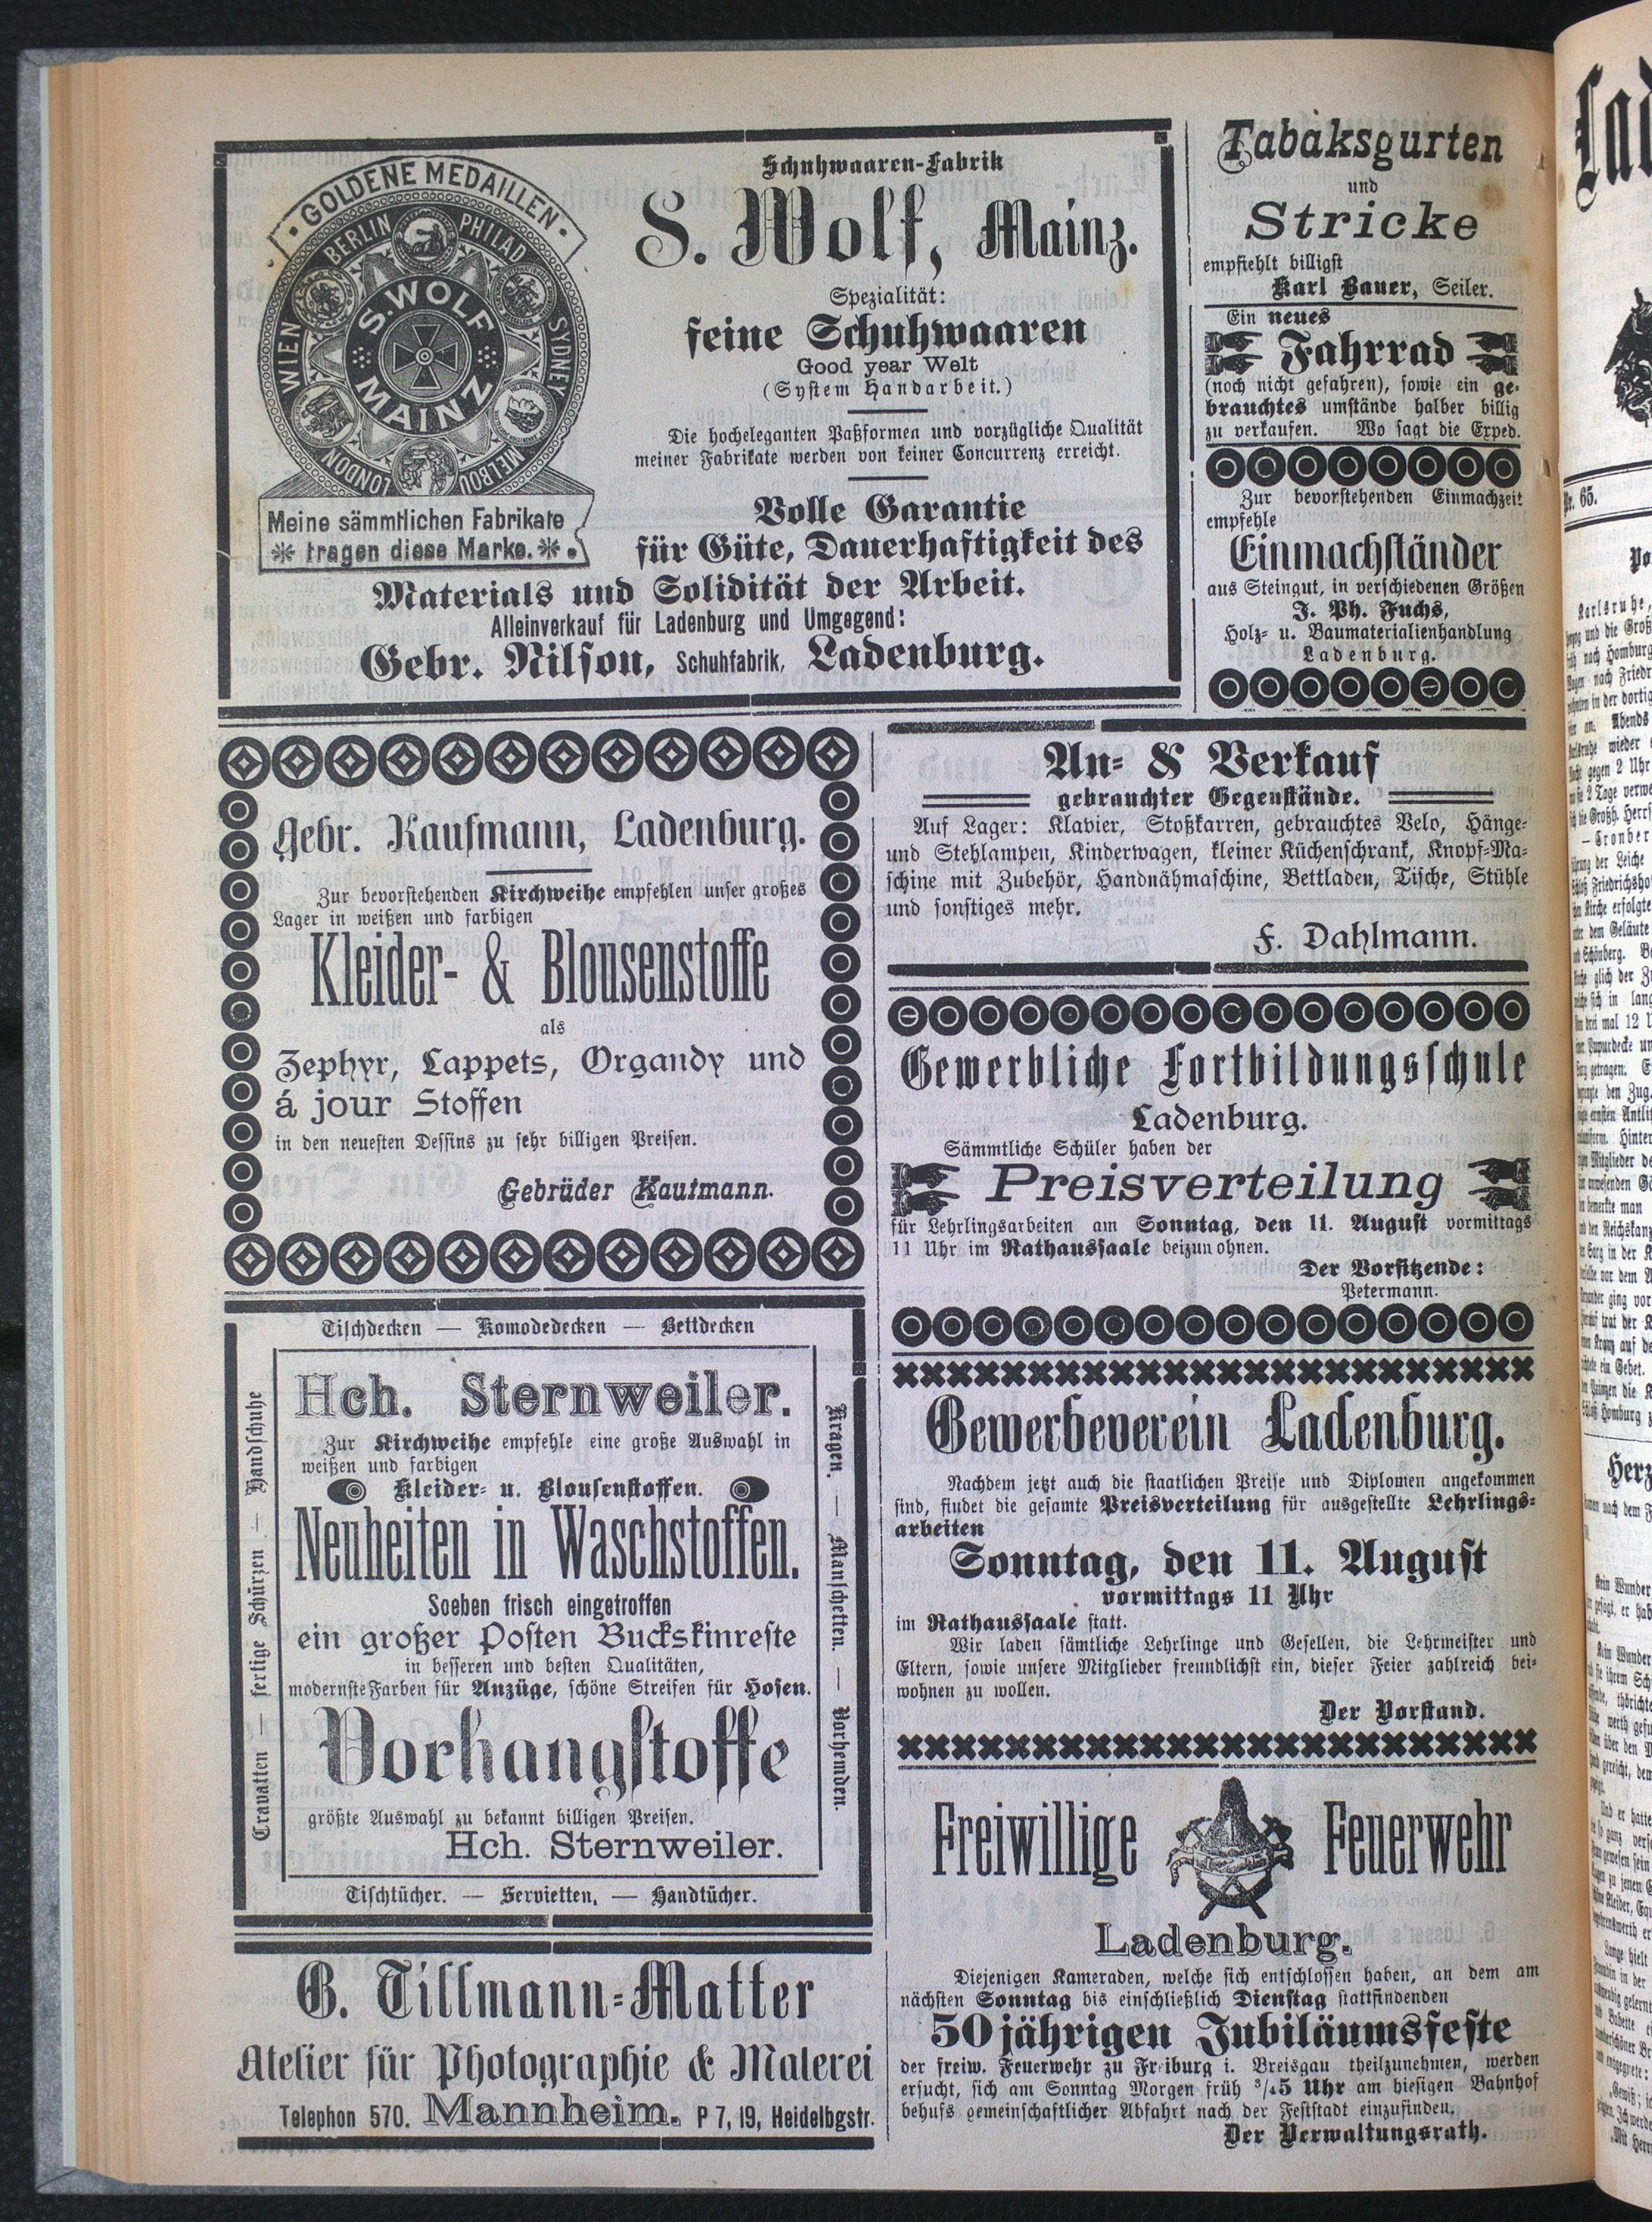 GOLDENE MEDAILLEN
BERLIN
PHILAD
SYDNEY
MELBOU
LONDON
WIEN
S. WOLF
MAINZ
Meine sämmtlichen Fabrikate
tragen diese Marke.
Schuhwaaren-Fabrik
S. Wolf, Mainz.
Spezialität:
feine Schuhwaaren
Good year Welt
(System Handarbeit.)
Die hocheleganten Paßformen und vorzügliche Qualität
meiner Fabrikate werden von keiner Concurrenz erreicht.
Volle Garantie
für Güte, Dauerhaftigkeit des
Materials und Solidität der Arbeit.
Alleinverkauf für Ladenburg und Umgegend:
Gebr. Nilson, Schuhfabrik, Ladenburg.
Tabaksgurten
und
Stricke
empfiehlt billigst
Karl Bauer, Seiler.
Ein neues
Fahrrad
(noch nicht gefahren), sowie ein ge-
brauchtes umstände halber billig
zu verkaufen. Wo sagt die Exped.
Zur bevorstehenden Einmachzeit
empfehle
Einmachständer
aus Steingut, in verschiedenen Größen
J. Ph. Fuchs,
Holz- u. Baumaterialienhandlung
Ladenburg.
Gebr. Kaufmann, Ladenburg.
Zur bevorstehenden Kirchweihe empfehlen unser großes
Lager in weißen und farbigen
Kleider- & Blousenstoffe
als
Zephyr, Lappets, Organdy und
á jour Stoffen
in den neuesten Dessins zu sehr billigen Preisen.
Gebrüder Kaufmann.
Tischdecken — Komodedecken — Bettdecken
Cravatten — fertige Schürzen — Handschuhe
Hch. Sternweiler.
Zur Kirchweihe empfehle eine große Auswahl in
weißen und farbigen
Kleider- u. Blousenstoffen.
Neuheiten in Waschstoffen.
Soeben frisch eingetroffen
ein großer Posten Buckskinreste
in besseren und besten Qualitäten,
modernste Farben für Anzüge, schöne Streifen für Hosen.
Vorhangstoffe
größte Auswahl zu bekannt billigen Preisen.
Hch. Sternweiler.
Kragen. — Manschetten. — Vorhemden.
Tischtücher. — Servietten, — Handtücher.
G. Tillmann-Matter
Atelier für Photographie & Malerei
Telephon 570. Mannheim. P 7, 19, Heidelbgstr.
An- & Verkauf
gebrauchter Gegenstände.
Auf Lager: Klavier, Stoßkarren, gebrauchtes Velo, Hänge-
und Stehlampen, Kinderwagen, kleiner Küchenschrank, Knopf-Ma-
schine mit Zubehör, Handnähmaschine, Bettladen, Tische, Stühle
und sonstiges mehr.
F. Dahlmann.
Gewerbliche Fortbildungsschule
Ladenburg.
Sämmtliche Schüler haben der
Preisverteilung
für Lehrlingsarbeiten am Sonntag, den 11. August vormittags
11 Uhr im Rathaussaale beizuwohnen.
Der Vorsitzende:
Petermann.
Gewerbeverein Ladenburg.
Nachdem jetzt auch die staatlichen Preise und Diplomen angekommen
sind, findet die gesamte Preisverteilung für ausgestellte Lehrlings-
arbeiten
Sonntag, den 11. August
vormittags 11 Uhr
im Rathaussaale statt.
Wir laden sämtliche Lehrlinge und Gesellen, die Lehrmeister und
Eltern, sowie unsere Mitglieder freundlichst ein, dieser Feier zahlreich bei-
wohnen zu wollen.
Der Vorstand.
Freiwillige Feuerwehr
Ladenburg.
Diejenigen Kameraden, welche sich entschlossen haben, an dem am
nächsten Sonntag bis einschließlich Dienstag stattfindenden
50jährigen Jubiläumsfeste
der freiw. Feuerwehr zu Freiburg i. Breisgau theilzunehmen, werden
ersucht, sich am Sonntag Morgen früh 3/45 Uhr am hiesigen Bahnhof
behufs gemeinschaftlicher Abfahrt nach der Feststadt einzufinden.
Der Verwaltungsrath.
Nr. 65.